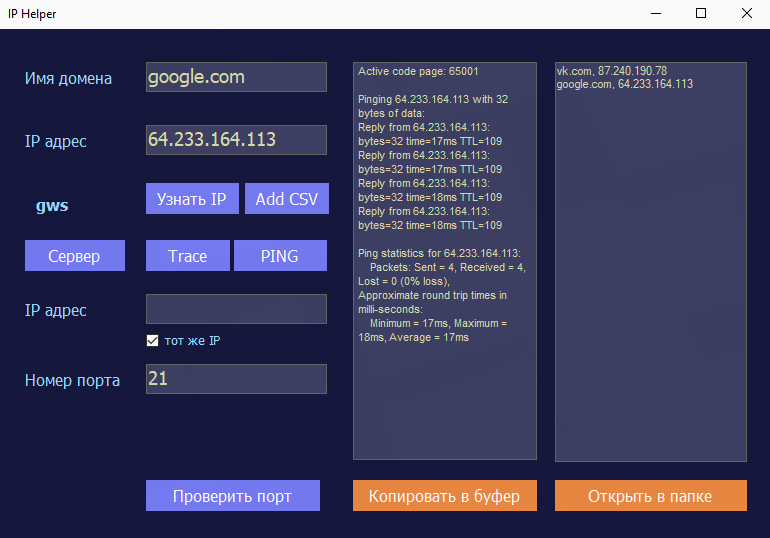 IP Helper
Имя домена
google.com
IP адрес
64.233.164.113
gws
Узнать IP
Add CSV
Сервер
Trace
PING
IP адрес
тот же IP
Номер порта
21
Проверить порт
Active code page: 65001
Pinging 64.233.164.113 with 32
bytes of data:
Reply from 64.233.164.113:
bytes=32 time=17ms TTL=109
Reply from 64.233.164.113:
bytes=32 time=17ms TTL=109
Reply from 64.233.164.113:
bytes=32 time=18ms TTL=109
Reply from 64.233.164.113:
bytes=32 time=18ms TTL=109
Ping statistics for 64.233.164.113:
Packets: Sent = 4, Received = 4,
Lost = 0 (0% loss),
Approximate round trip times in
milli-seconds:
Minimum = 17ms, Maximum =
18ms, Average = 17ms
Копировать в буфер
vk.com, 87.240.190.78
google.com, 64.233.164.113
Открыть в папке